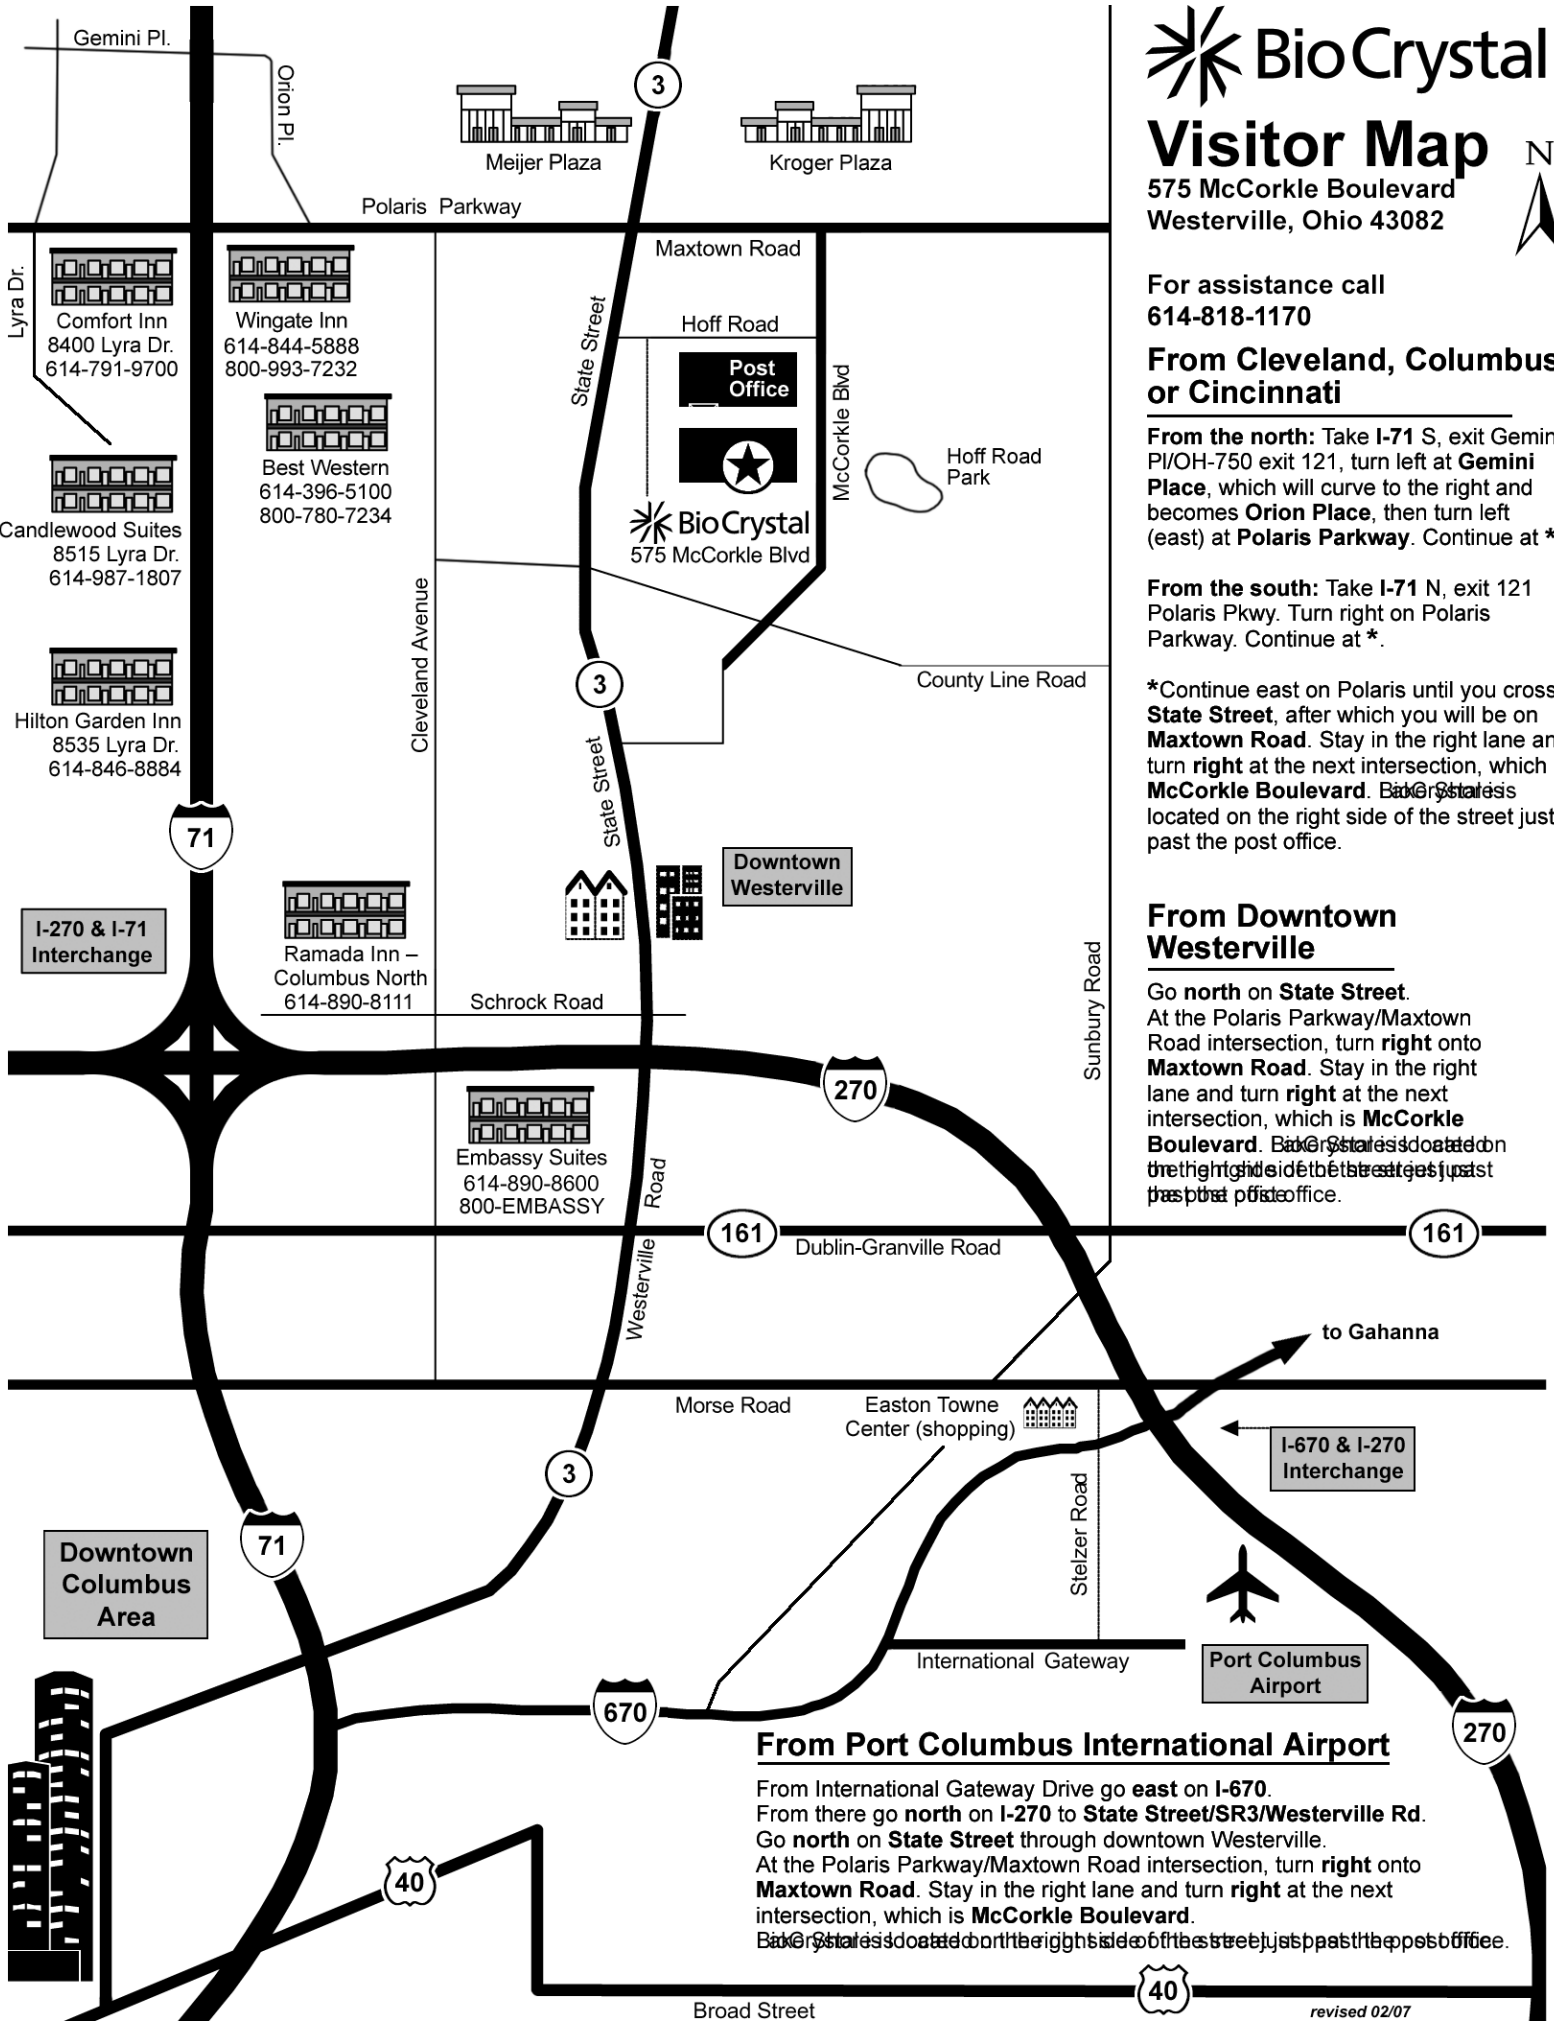 Gemini Pl.
Orion Pl.
3
Meijer Plaza
Kroger Plaza
Polaris Parkway
Maxtown Road
Lyra Dr.
Comfort Inn
8400 Lyra Dr.
614-791-9700
Wingate Inn
614-844-5888
800-993-7232
Best Western
614-396-5100
800-780-7234
Candlewood Suites
8515 Lyra Dr.
614-987-1807
Hilton Garden Inn
8535 Lyra Dr.
614-846-8884
State Street
Hoff Road
Post
Office
McCorkle Blvd
Hoff Road
Park
BioCrystal
575 McCorkle Blvd
Cleveland Avenue
County Line Road
3
State Street
71
Downtown
Westerville
I-270 & I-71
Interchange
Ramada Inn –
Columbus North
614-890-8111
Schrock Road
Sunbury Road
270
Embassy Suites
614-890-8600
800-EMBASSY
Westerville Road
161
Dublin-Granville Road
161
to Gahanna
Morse Road
Easton Towne
Center (shopping)
I-670 & I-270
Interchange
3
Stelzer Road
71
Downtown
Columbus
Area
International Gateway
Port Columbus
Airport
670
270
40
40
Broad Street
BioCrystal
Visitor Map
N
575 McCorkle Boulevard
Westerville, Ohio 43082
For assistance call
614-818-1170
From Cleveland, Columbus
or Cincinnati
From the north: Take I-71 S, exit Gemin
Pl/OH-750 exit 121, turn left at Gemini
Place, which will curve to the right and
becomes Orion Place, then turn left
(east) at Polaris Parkway. Continue at *
From the south: Take I-71 N, exit 121
Polaris Pkwy. Turn right on Polaris
Parkway. Continue at *.
*Continue east on Polaris until you cross
State Street, after which you will be on
Maxtown Road. Stay in the right lane an
turn right at the next intersection, which
McCorkle Boulevard. is
located on the right side of the street just
past the post office.
From Downtown
Westerville
Go north on State Street.
At the Polaris Parkway/Maxtown
Road intersection, turn right onto
Maxtown Road. Stay in the right
lane and turn right at the next
intersection, which is McCorkle
Boulevard.
office.
From Port Columbus International Airport
From International Gateway Drive go east on I-670.
From there go north on I-270 to State Street/SR3/Westerville Rd.
Go north on State Street through downtown Westerville.
At the Polaris Parkway/Maxtown Road intersection, turn right onto
Maxtown Road. Stay in the right lane and turn right at the next
intersection, which is McCorkle Boulevard.
revised 02/07